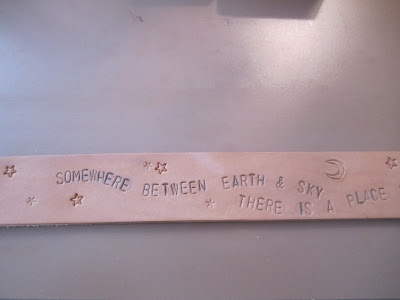 SOMEWHERE BETWEEN EARTH & SKY
THERE IS A PLACE